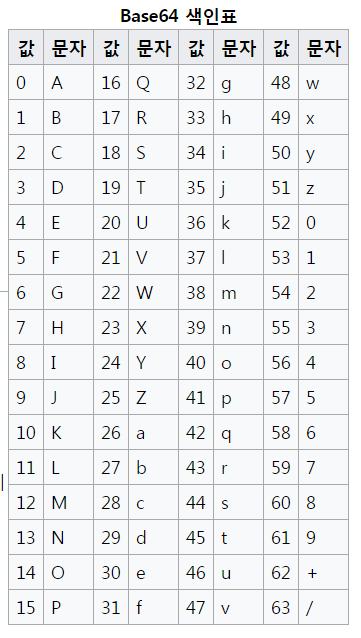 Base64 색인표
값 문자 값 문자 값 문자 값 문자
0 A 16 Q 32 g 48 w
1 B 17 R 33 h 49 x
2 C 18 S 34 i 50 y
3 D 19 T 35 j 51 z
4 E 20 U 36 k 52 0
5 F 21 V 37 l 53 1
6 G 22 W 38 m 54 2
7 H 23 X 39 n 55 3
8 I 24 Y 40 o 56 4
9 J 25 Z 41 p 57 5
10 K 26 a 42 q 58 6
11 L 27 b 43 r 59 7
12 M 28 c 44 s 60 8
13 N 29 d 45 t 61 9
14 O 30 e 46 u 62 +
15 P 31 f 47 v 63 /